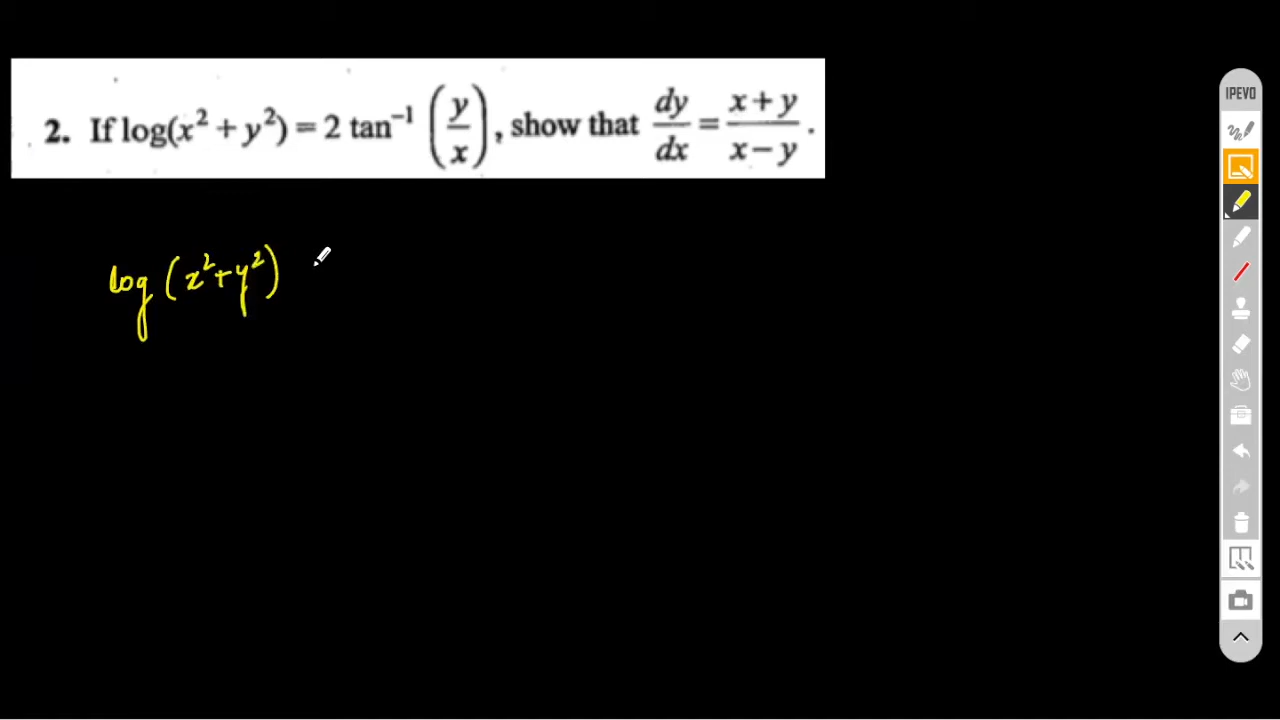 IPEVO
2. If log(x² + y²) = 2 tan⁻¹ (y/x), show that dy/dx = x+y/x−y .
log (x²+y²)